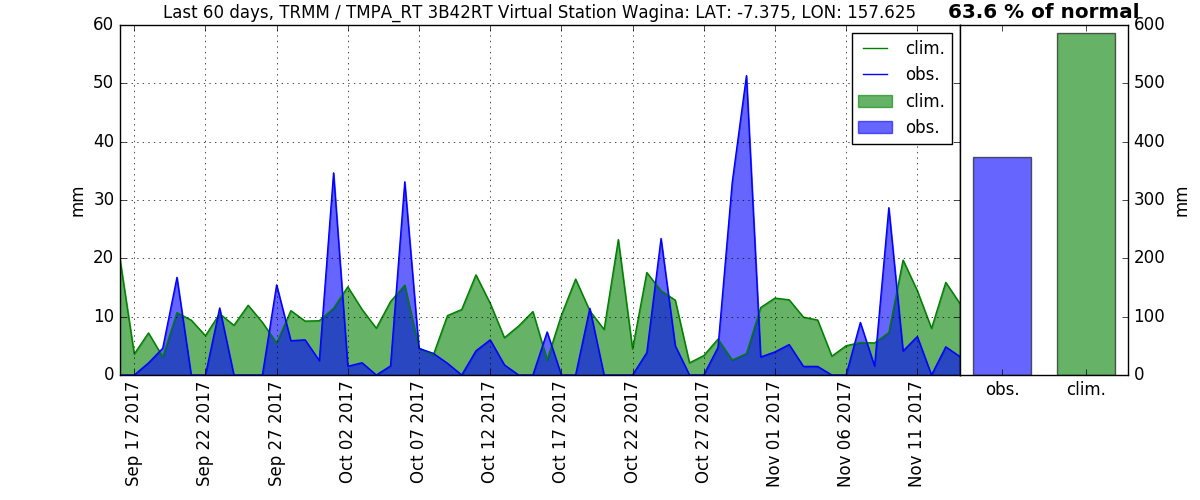 Last 60 days, TRMM / TMPA_RT 3B42RT Virtual Station Wagina: LAT: -7.375, LON: 157.625
63.6 % of normal
60
50
40
30
20
10
0
mm
clim.
obs.
clim.
obs.
600
500
400
300
200
100
0
mm
obs.
clim.
Sep 17 2017
Sep 22 2017
Sep 27 2017
Oct 02 2017
Oct 07 2017
Oct 12 2017
Oct 17 2017
Oct 22 2017
Oct 27 2017
Nov 01 2017
Nov 06 2017
Nov 11 2017